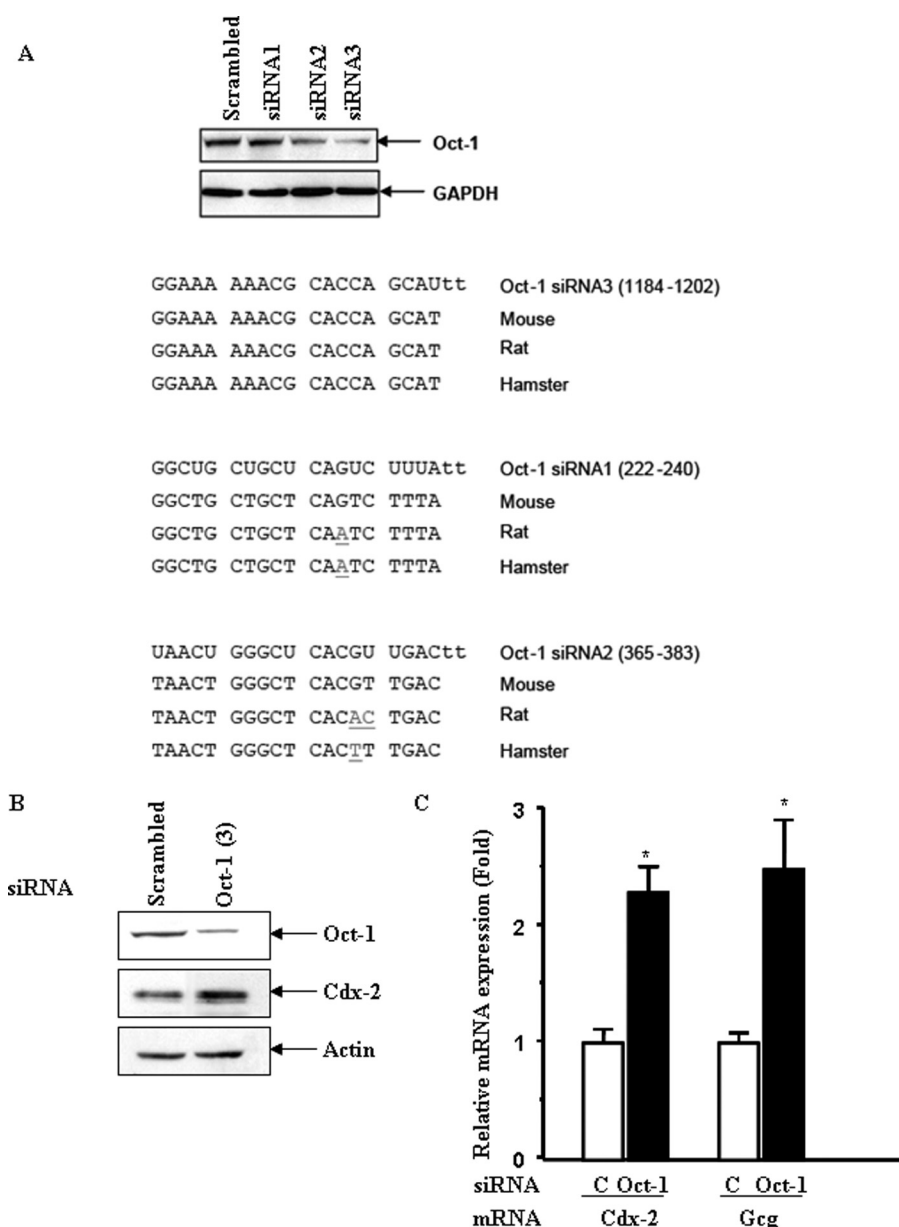 A
Scrambled
siRNA1
siRNA2
siRNA3
Oct-1
GAPDH
GGAAA AAACG CACCA GCAUtt Oct-1 siRNA3 (1184-1202)
GGAAA AAACG CACCA GCAT Mouse
GGAAA AAACG CACCA GCAT Rat
GGAAA AAACG CACCA GCAT Hamster
GGCUG CUGCU CAGUC UUUAtt Oct-1 siRNA1 (222-240)
GGCTG CTGCT CAGTC TTTA Mouse
GGCTG CTGCT CAATC TTTA Rat
GGCTG CTGCT CAATC TTTA Hamster
UAACU GGGCU CACGU UGACtt Oct-1 siRNA2 (365-383)
TAACT GGGCT CACGT TGAC Mouse
TAACT GGGCT CACAC TGAC Rat
TAACT GGGCT CACTT TGAC Hamster
B
siRNA
Scrambled
Oct-1 (3)
Oct-1
Cdx-2
Actin
C
Relative mRNA expression (Fold)
3
2
1
0
*
*
siRNA C Oct-1 C Oct-1
mRNA Cdx-2 Gcg